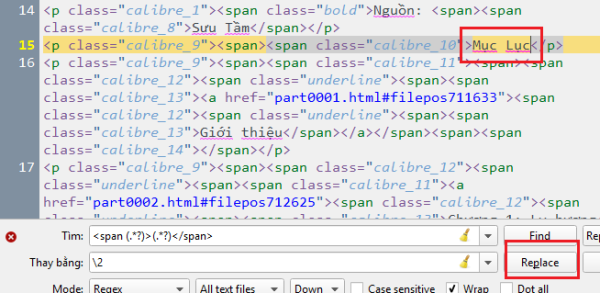 14 <p class="calibre_1"><span class="bold">Nguồn: <span><span
class="calibre_8">Sưu Tầm</span></p>
15 <p class="calibre_9"><span><span class="calibre_10">Mục Lục</p>
16 <p class="calibre_9"><span><span class="calibre_11"><span><span
class="calibre_12"><span class="underline"><span><span
class="calibre_13"><a href="part0001.html#filepos711633"><span
class="calibre_12"><span class="underline"><span><span
class="calibre_13">Giới thiệu</span></a></span><span><span
class="calibre_14"></span></p>
17 <p class="calibre_9"><span><span class="calibre_12"><span
class="underline"><span><span class="calibre_11"><a
href="part0002.html#filepos712625"><span class="calibre_12"><span
Tìm: <span (.*?)>(.*?)</span> Find Rep
Thay bằng: \2 Replace
Mode: Regex All text files Down Case sensitive Wrap Dot all